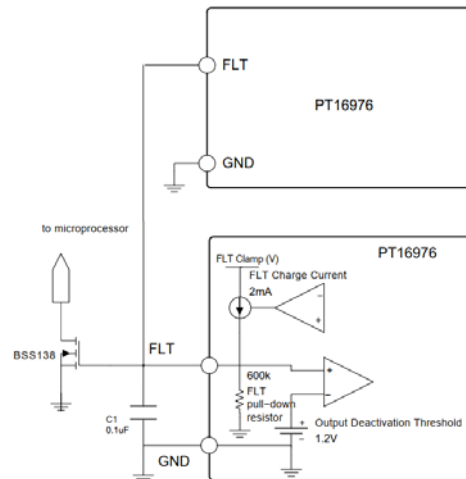 FLT
PT16976
GND
to microprocessor
PT16976
FLT Clamp (V)
FLT Charge Current
2mA
−
+
BSS138
FLT
600k
FLT
pull−down
resistor
+
−
C1
0.1uF
+
−
Output Deactivation Threshold
1.2V
GND